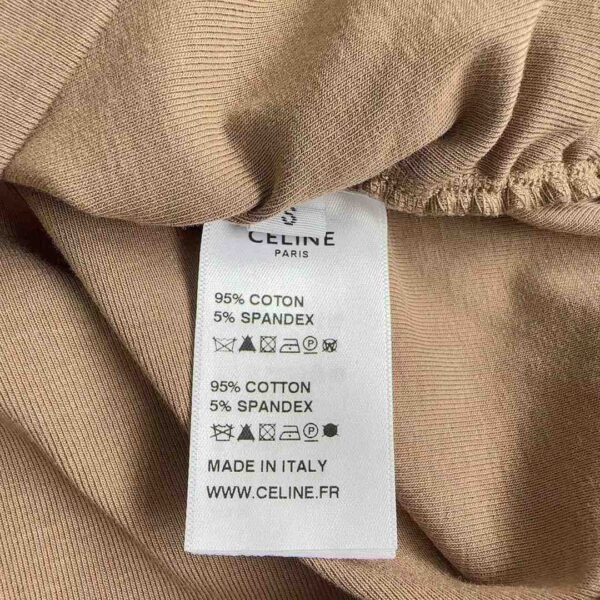 S
CELINE
PARIS
95% COTON
5% SPANDEX
95% COTTON
5% SPANDEX
MADE IN ITALY
WWW.CELINE.FR